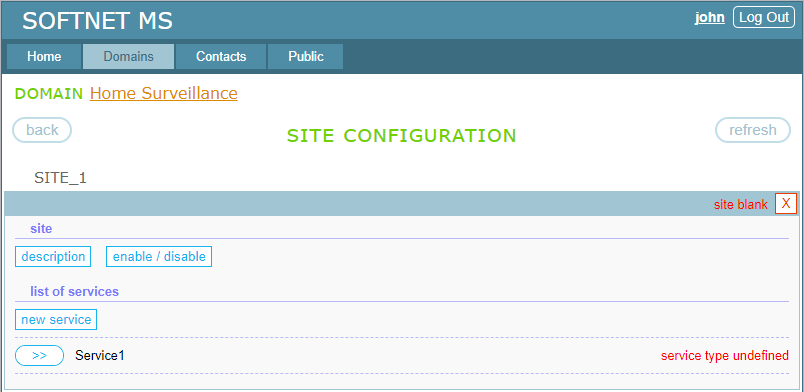 SOFTNET MS
john Log Out
Home Domains Contacts Public
DOMAIN Home Surveillance
back
SITE CONFIGURATION
refresh
SITE_1
site blank X
site
description enable / disable
list of services
new service
>> Service1 service type undefined